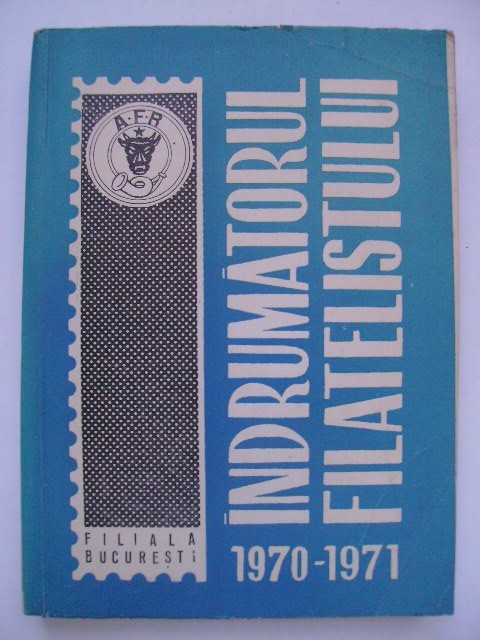 A·F·R
FILIALA
BUCUREȘTI
ÎNDRUMĂTORUL
FILATELISTULUI
1970-1971